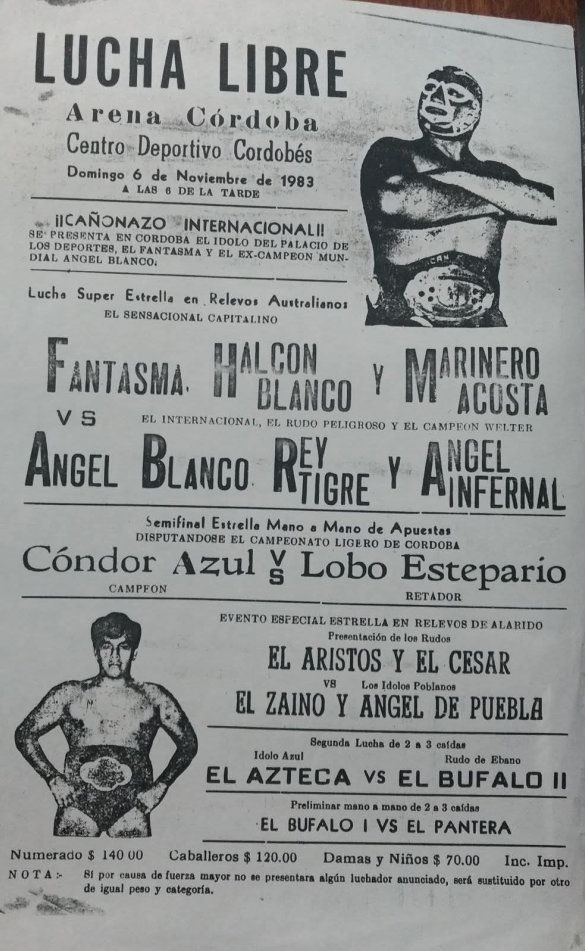 LUCHA LIBRE
Arena Córdoba
Centro Deportivo Cordobés
Domingo 6 de Noviembre de 1983
A LAS 6 DE LA TARDE
¡¡CAÑONAZO INTERNACIONAL!!
SE PRESENTA EN CORDOBA EL IDOLO DEL PALACIO DE
LOS DEPORTES, EL FANTASMA Y EL EX-CAMPEON MUN-
DIAL ANGEL BLANCO.
Lucha Super Estrella en Relevos Australianos
EL SENSACIONAL CAPITALINO
FANTASMA, HALCON BLANCO Y MARINERO ACOSTA
VS EL INTERNACIONAL, EL RUDO PELIGROSO Y EL CAMPEON WELTER
ANGEL BLANCO. REY TIGRE Y ANGEL INFERNAL
Semifinal Estrella Mano a Mano de Apuestas
DISPUTANDOSE EL CAMPEONATO LIGERO DE CORDOBA
Cóndor Azul VS Lobo Estepario
CAMPEON RETADOR
EVENTO ESPECIAL ESTRELLA EN RELEVOS DE ALARIDO
Presentación de los Rudos
EL ARISTOS Y EL CESAR
VS Los Idolos Poblanos
EL ZAINO Y ANGEL DE PUEBLA
Segunda Lucha de 2 a 3 caídas
Idolo Azul Rudo de Ebano
EL AZTECA VS EL BUFALO II
Preliminar mano a mano de 2 a 3 caídas
EL BUFALO I VS EL PANTERA
Numerado $ 140 00 Caballeros $ 120.00 Damas y Niños $ 70.00 Inc. Imp.
NOTA:- Si por causa de fuerza mayor no se presentara algún luchador anunciado, será sustituido por otro
de igual peso y categoría.